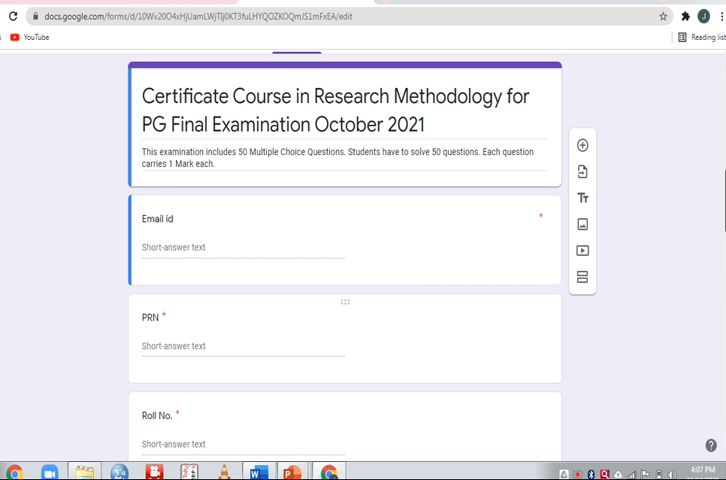 docs.google.com/forms/d/10Wv20O4xHjUamLWjTJj0KT3fuLHYQOZKOQmJS1mFxEA/edit
J
YouTube
Reading list
Certificate Course in Research Methodology for
PG Final Examination October 2021
This examination includes 50 Multiple Choice Questions. Students have to solve 50 questions. Each question
carries 1 Mark each.
Email id *
Short-answer text
PRN *
Short-answer text
Roll No. *
Short-answer text
4:07 PM